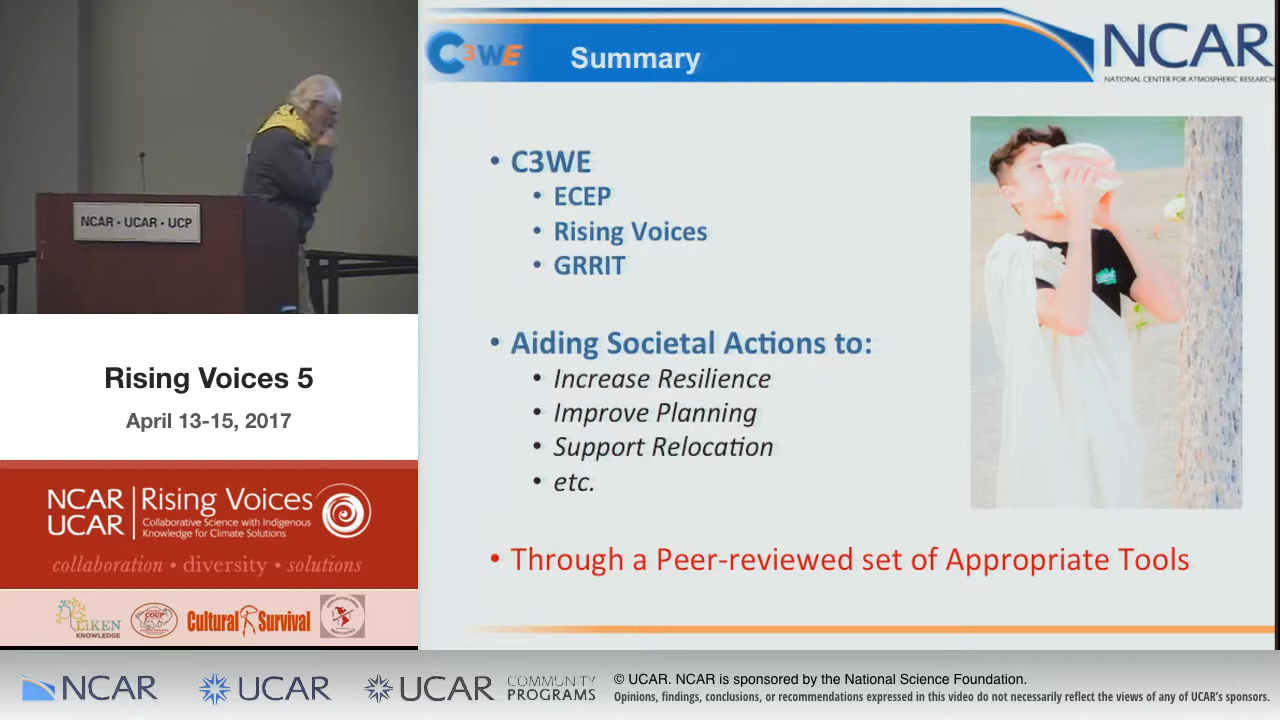 NCAR • UCAR • UCP
Rising Voices 5
April 13-15, 2017
NCAR
UCAR
Rising Voices
Collaborative Science with Indigenous
Knowledge for Climate Solutions
collaboration • diversity • solutions
LiKEN
KNOWLEDGE
Cultural Survival
C3WE
Summary
NCAR
NATIONAL CENTER FOR ATMOSPHERIC RESEARCH
• C3WE
• ECEP
• Rising Voices
• GRRIT
• Aiding Societal Actions to:
• Increase Resilience
• Improve Planning
• Support Relocation
• etc.
• Through a Peer-reviewed set of Appropriate Tools
NCAR
UCAR
UCAR
COMMUNITY
PROGRAMS
© UCAR. NCAR is sponsored by the National Science Foundation.
Opinions, findings, conclusions, or recommendations expressed in this video do not necessarily reflect the views of any of UCAR's sponsors.